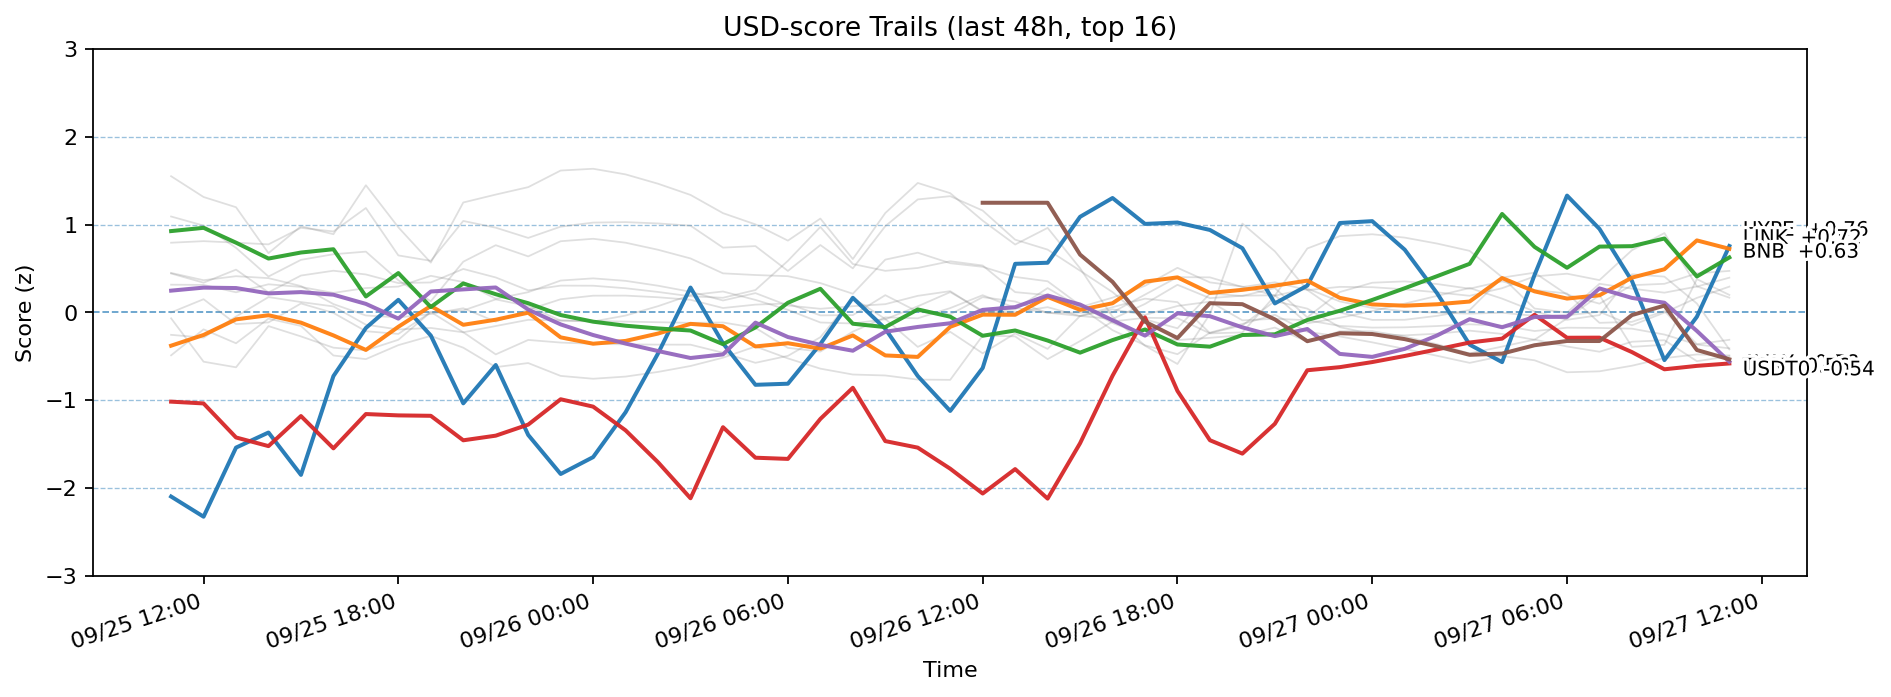 USD-score Trails (last 48h, top 16)
Score (z)
3
2
1
0
−1
−2
−3
HYPE +0.76
LINK +0.72
BNB +0.63
USDT0 -0.54
09/25 12:00
09/25 18:00
09/26 00:00
09/26 06:00
09/26 12:00
09/26 18:00
09/27 00:00
09/27 06:00
09/27 12:00
Time